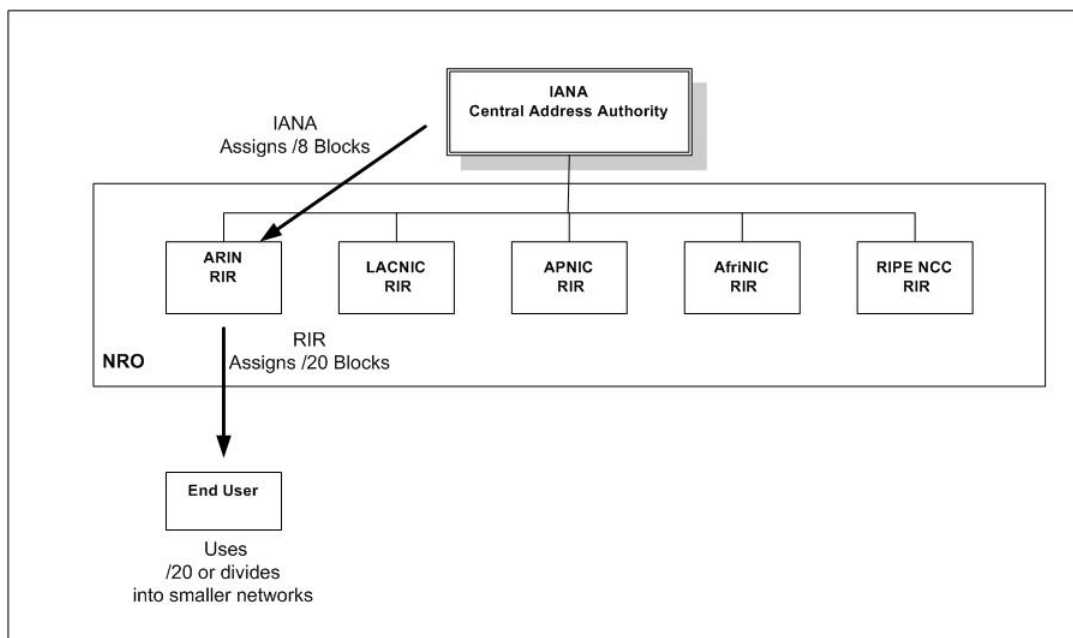 IANA
Central Address Authority
IANA
Assigns /8 Blocks
ARIN
RIR
LACNIC
RIR
APNIC
RIR
AfriNIC
RIR
RIPE NCC
RIR
RIR
Assigns /20 Blocks
NRO
End User
Uses
/20 or divides
into smaller networks